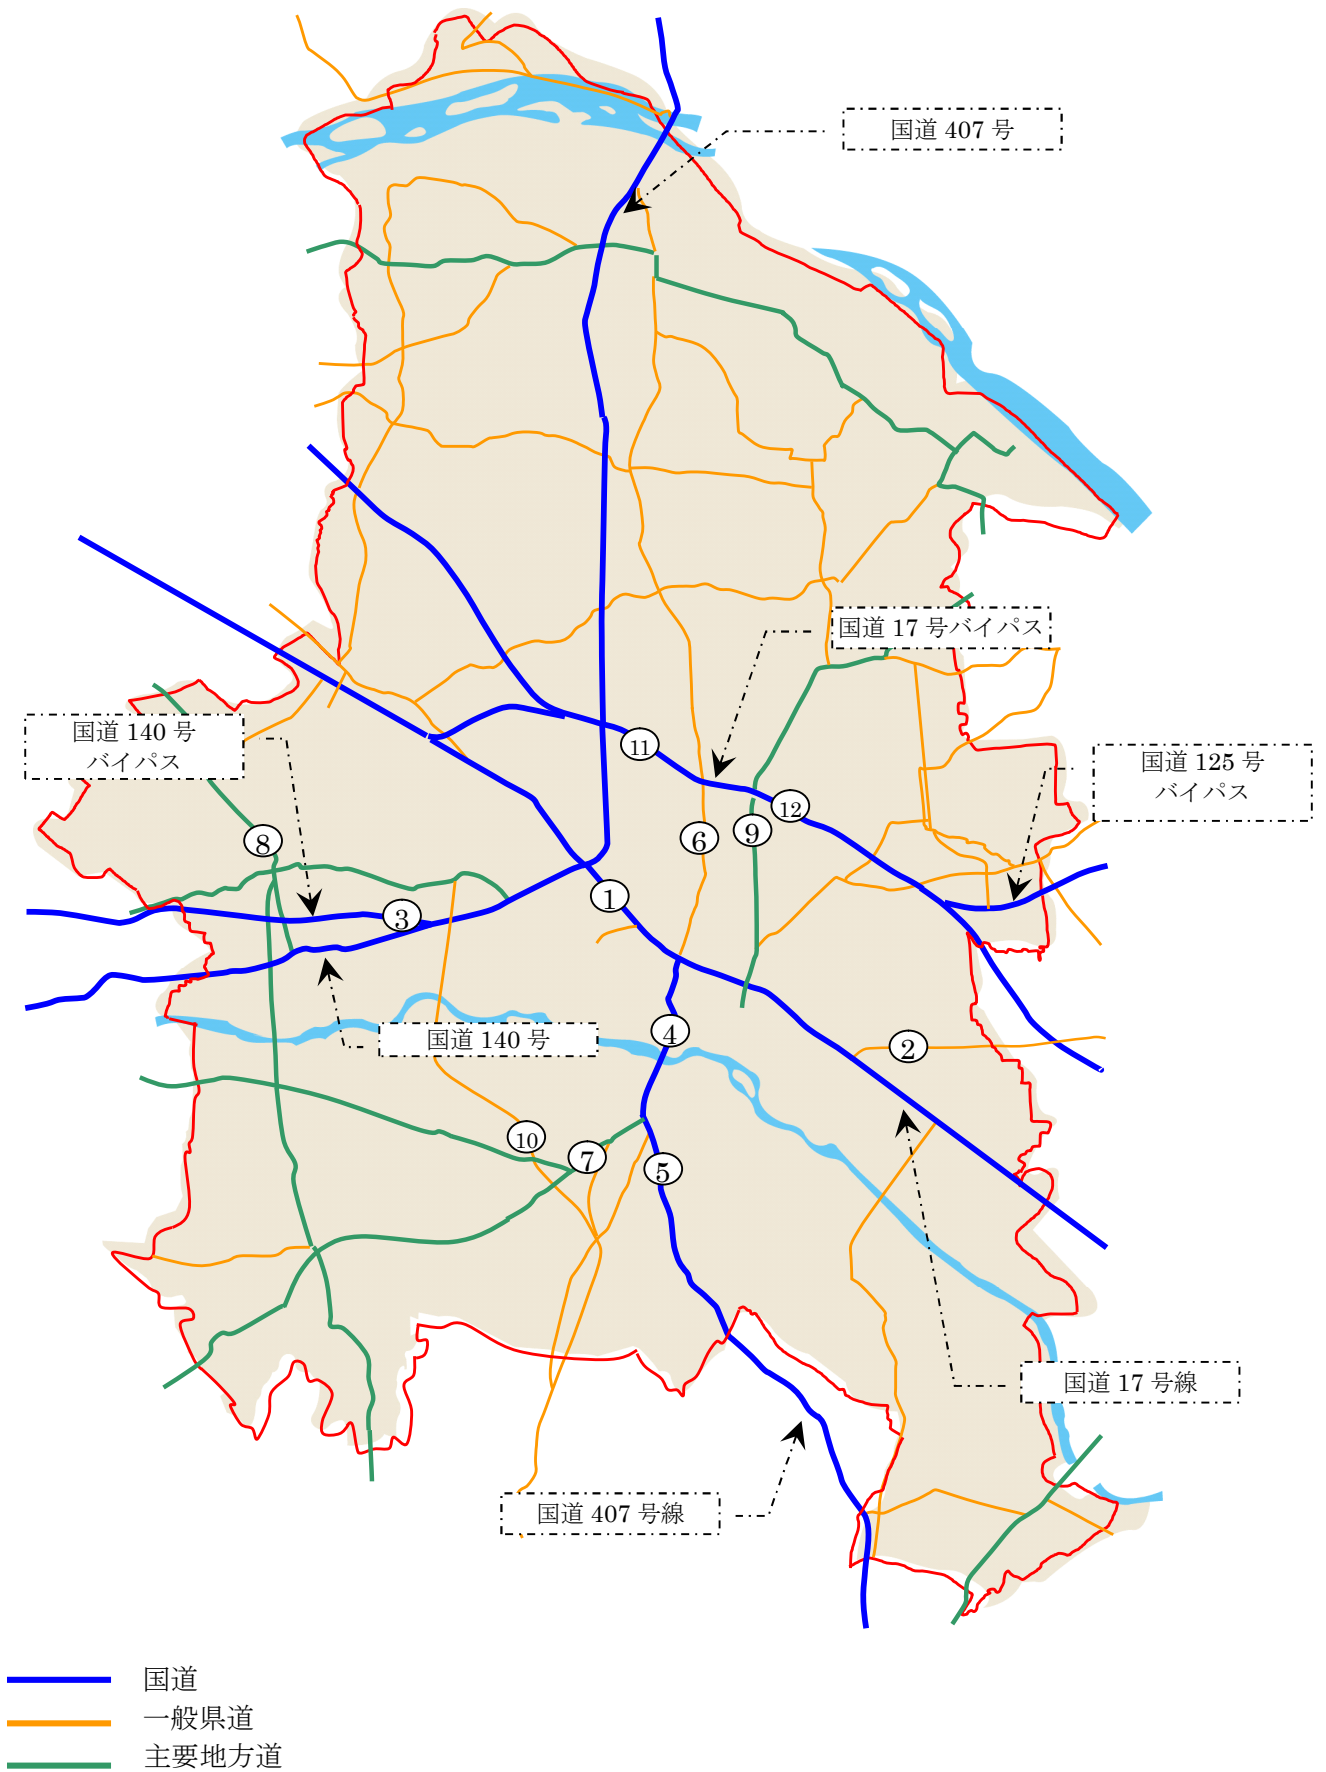 国道 407 号
国道 17 号バイパス
国道 140 号
バイパス
国道 125 号
バイパス
⑪
⑫
⑥
⑨
⑧
①
③
国道 140 号
④
②
⑩
⑦
⑤
国道 17 号線
国道 407 号線
国道
一般県道
主要地方道